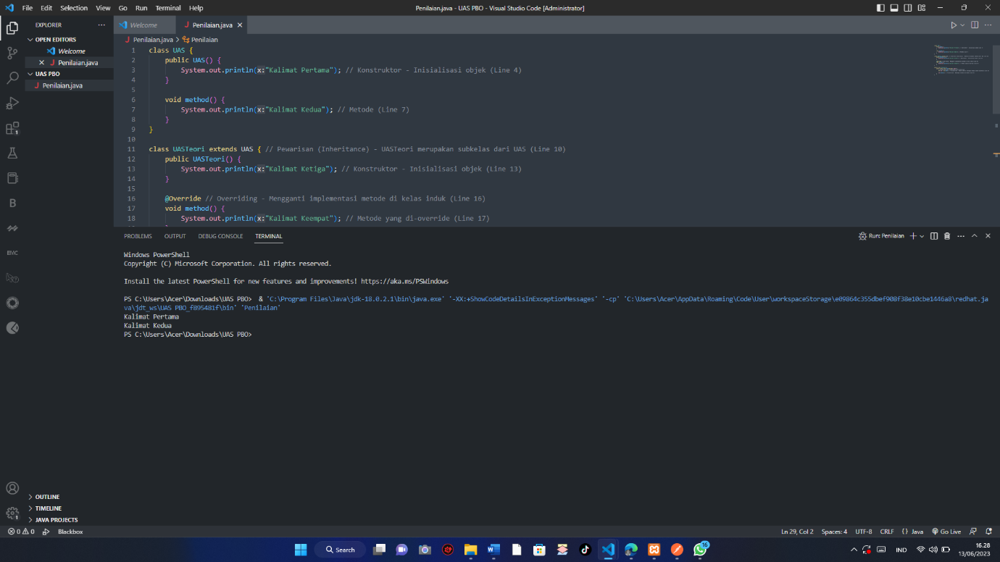 File Edit Selection View Go Run Terminal Help
Penilaian.java - UAS PBO - Visual Studio Code [Administrator]
EXPLORER
OPEN EDITORS
Welcome
Penilaian.java
UAS PBO
Penilaian.java
Welcome
Penilaian.java
Penilaian.java > Penilaian
1 class UAS {
2 public UAS() {
3 System.out.println(x:"Kalimat Pertama"); // Konstruktor - Inisialisasi objek (Line 4)
4 }
5
6 void method() {
7 System.out.println(x:"Kalimat Kedua"); // Metode (Line 7)
8 }
9 }
10
11 class UASTeori extends UAS { // Pewarisan (Inheritance) - UASTeori merupakan subkelas dari UAS (Line 10)
12 public UASTeori() {
13 System.out.println(x:"Kalimat Ketiga"); // Konstruktor - Inisialisasi objek (Line 13)
14 }
15
16 @Override // Overriding - Mengganti implementasi metode di kelas induk (Line 16)
17 void method() {
18 System.out.println(x:"Kalimat Keempat"); // Metode yang di-override (Line 17)
PROBLEMS OUTPUT DEBUG CONSOLE TERMINAL
Run: Penilaian
Windows PowerShell
Copyright (C) Microsoft Corporation. All rights reserved.
Install the latest PowerShell for new features and improvements! https://aka.ms/PSWindows
PS C:\Users\Acer\Downloads\UAS PBO> & 'C:\Program Files\Java\jdk-18.0.2.1\bin\java.exe' '-XX:+ShowCodeDetailsInExceptionMessages' '-cp' 'C:\Users\Acer\AppData\Roaming\Code\User\workspaceStorage\e09864c355dbef908f38e10cbe1446a8\redhat.ja
va\jdt_ws\UAS PBO_f895481f\bin' 'Penilaian'
Kalimat Pertama
Kalimat Kedua
PS C:\Users\Acer\Downloads\UAS PBO>
OUTLINE
TIMELINE
JAVA PROJECTS
0 0 Blackbox
Ln 29, Col 2 Spaces: 4 UTF-8 CRLF {} Java Go Live
Search
16
IND
16.28
13/06/2023